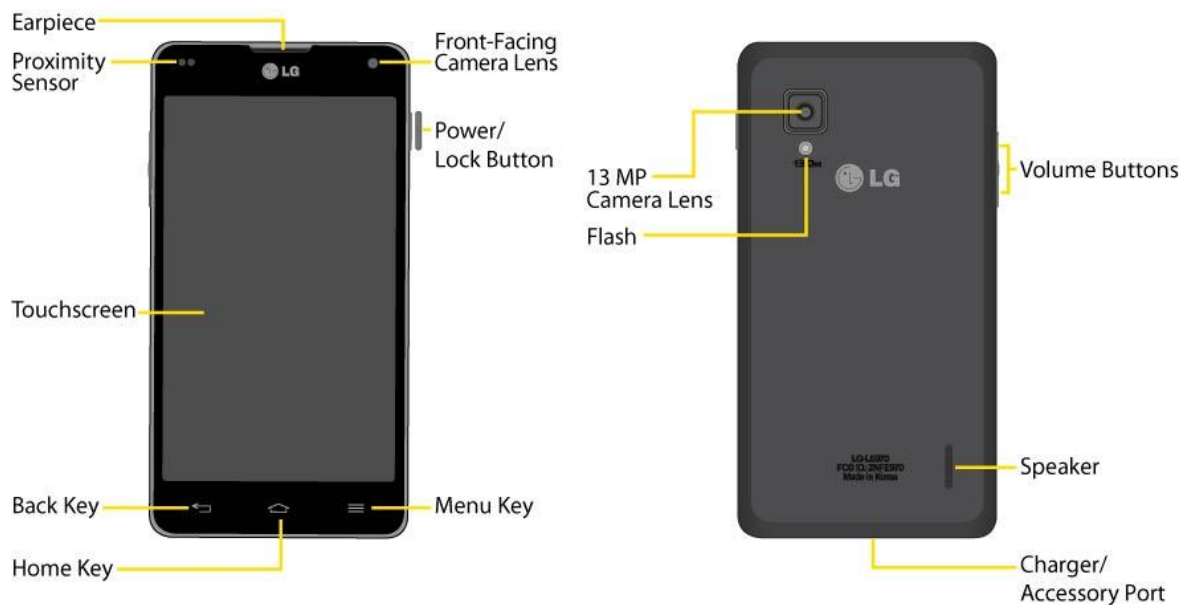 Earpiece
Proximity
Sensor
LG
Front-Facing
Camera Lens
Power/
Lock Button
Touchscreen
Back Key
Menu Key
Home Key
13 MP
Camera Lens
Flash
LG
Volume Buttons
Made in Korea
Speaker
Charger/
Accessory Port